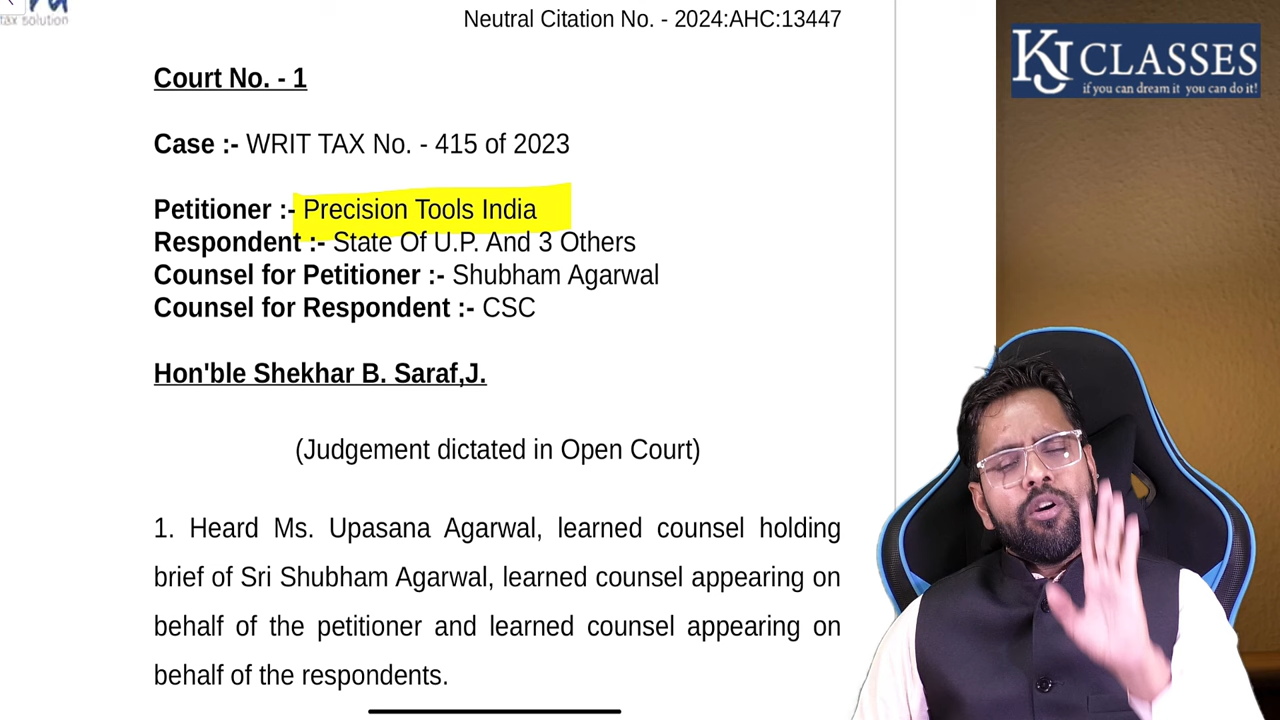 tax solution
Neutral Citation No. - 2024:AHC:13447
KJ CLASSES
if you can dream it you can do it!
Court No. - 1
Case :- WRIT TAX No. - 415 of 2023
Petitioner :- Precision Tools India
Respondent :- State Of U.P. And 3 Others
Counsel for Petitioner :- Shubham Agarwal
Counsel for Respondent :- CSC
Hon'ble Shekhar B. Saraf,J.
(Judgement dictated in Open Court)
1. Heard Ms. Upasana Agarwal, learned counsel holding
brief of Sri Shubham Agarwal, learned counsel appearing on
behalf of the petitioner and learned counsel appearing on
behalf of the respondents.